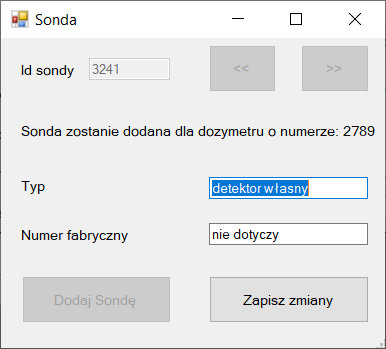 Sonda
Id sondy 3241 << >>
Sonda zostanie dodana dla dozymetru o numerze: 2789
Typ detektor własny
Numer fabryczny nie dotyczy
Dodaj Sondę Zapisz zmiany